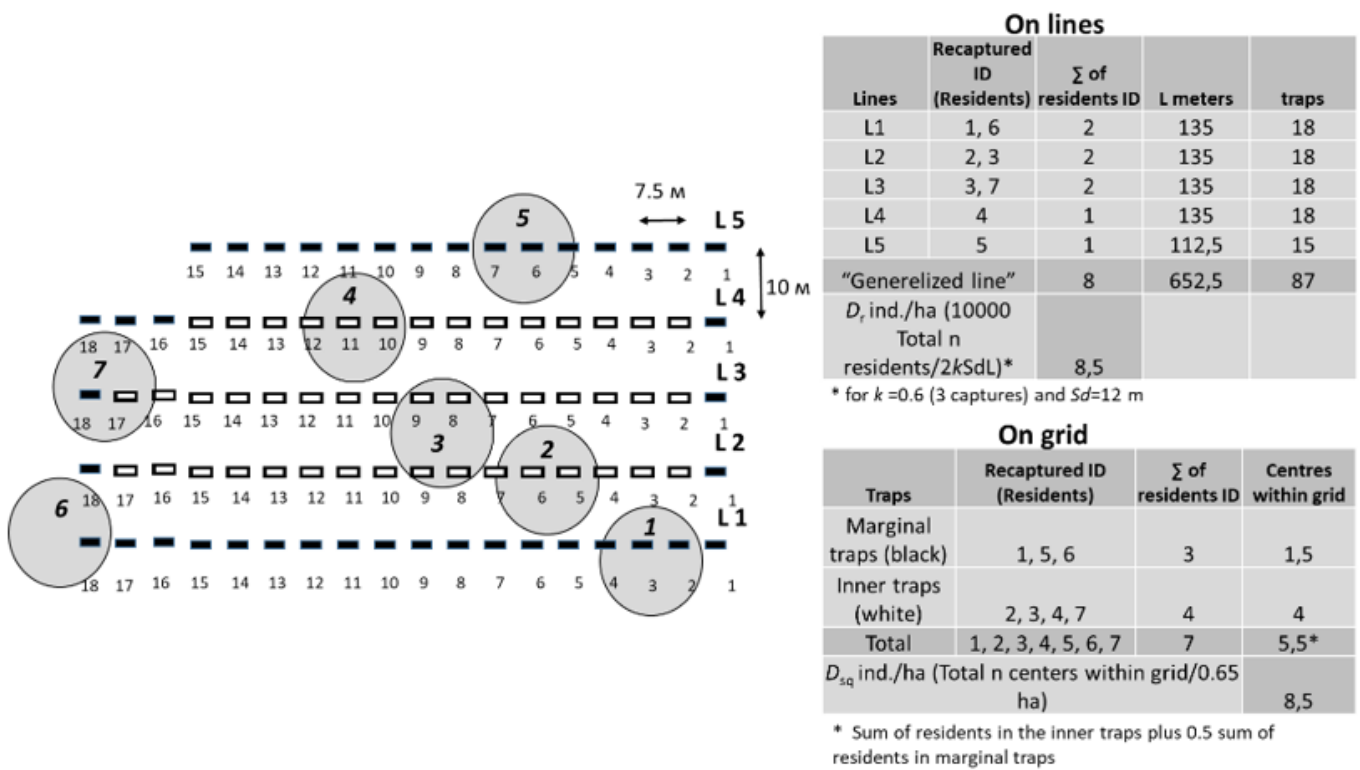 7.5 м
5
L 5
15 14 13 12 11 10 9 8 7 6 5 4 3 2 1
10 м
4
L 4
18 17 16 15 14 13 12 11 10 9 8 7 6 5 4 3 2 1
7
L 3
18 17 16 15 14 13 12 11 10 9 8 7 6 5 4 3 2 1
3
2
L 2
18 17 16 15 14 13 12 11 10 9 8 7 6 5 4 3 2 1
6
1
L 1
18 17 16 15 14 13 12 11 10 9 8 7 6 5 4 3 2 1
On lines
Lines Recaptured ID (Residents) ∑ of residents ID L meters traps
L1 1, 6 2 135 18
L2 2, 3 2 135 18
L3 3, 7 2 135 18
L4 4 1 135 18
L5 5 1 112,5 15
“Generelized line” 8 652,5 87
D_r ind./ha (10000
Total n
residents/2kSdL)* 8,5
* for k =0.6 (3 captures) and Sd=12 m
On grid
Traps Recaptured ID (Residents) ∑ of residents ID Centres within grid
Marginal
traps (black) 1, 5, 6 3 1,5
Inner traps
(white) 2, 3, 4, 7 4 4
Total 1, 2, 3, 4, 5, 6, 7 7 5,5*
D_sq ind./ha (Total n centers within grid/0.65
ha) 8,5
* Sum of residents in the inner traps plus 0.5 sum of
residents in marginal traps